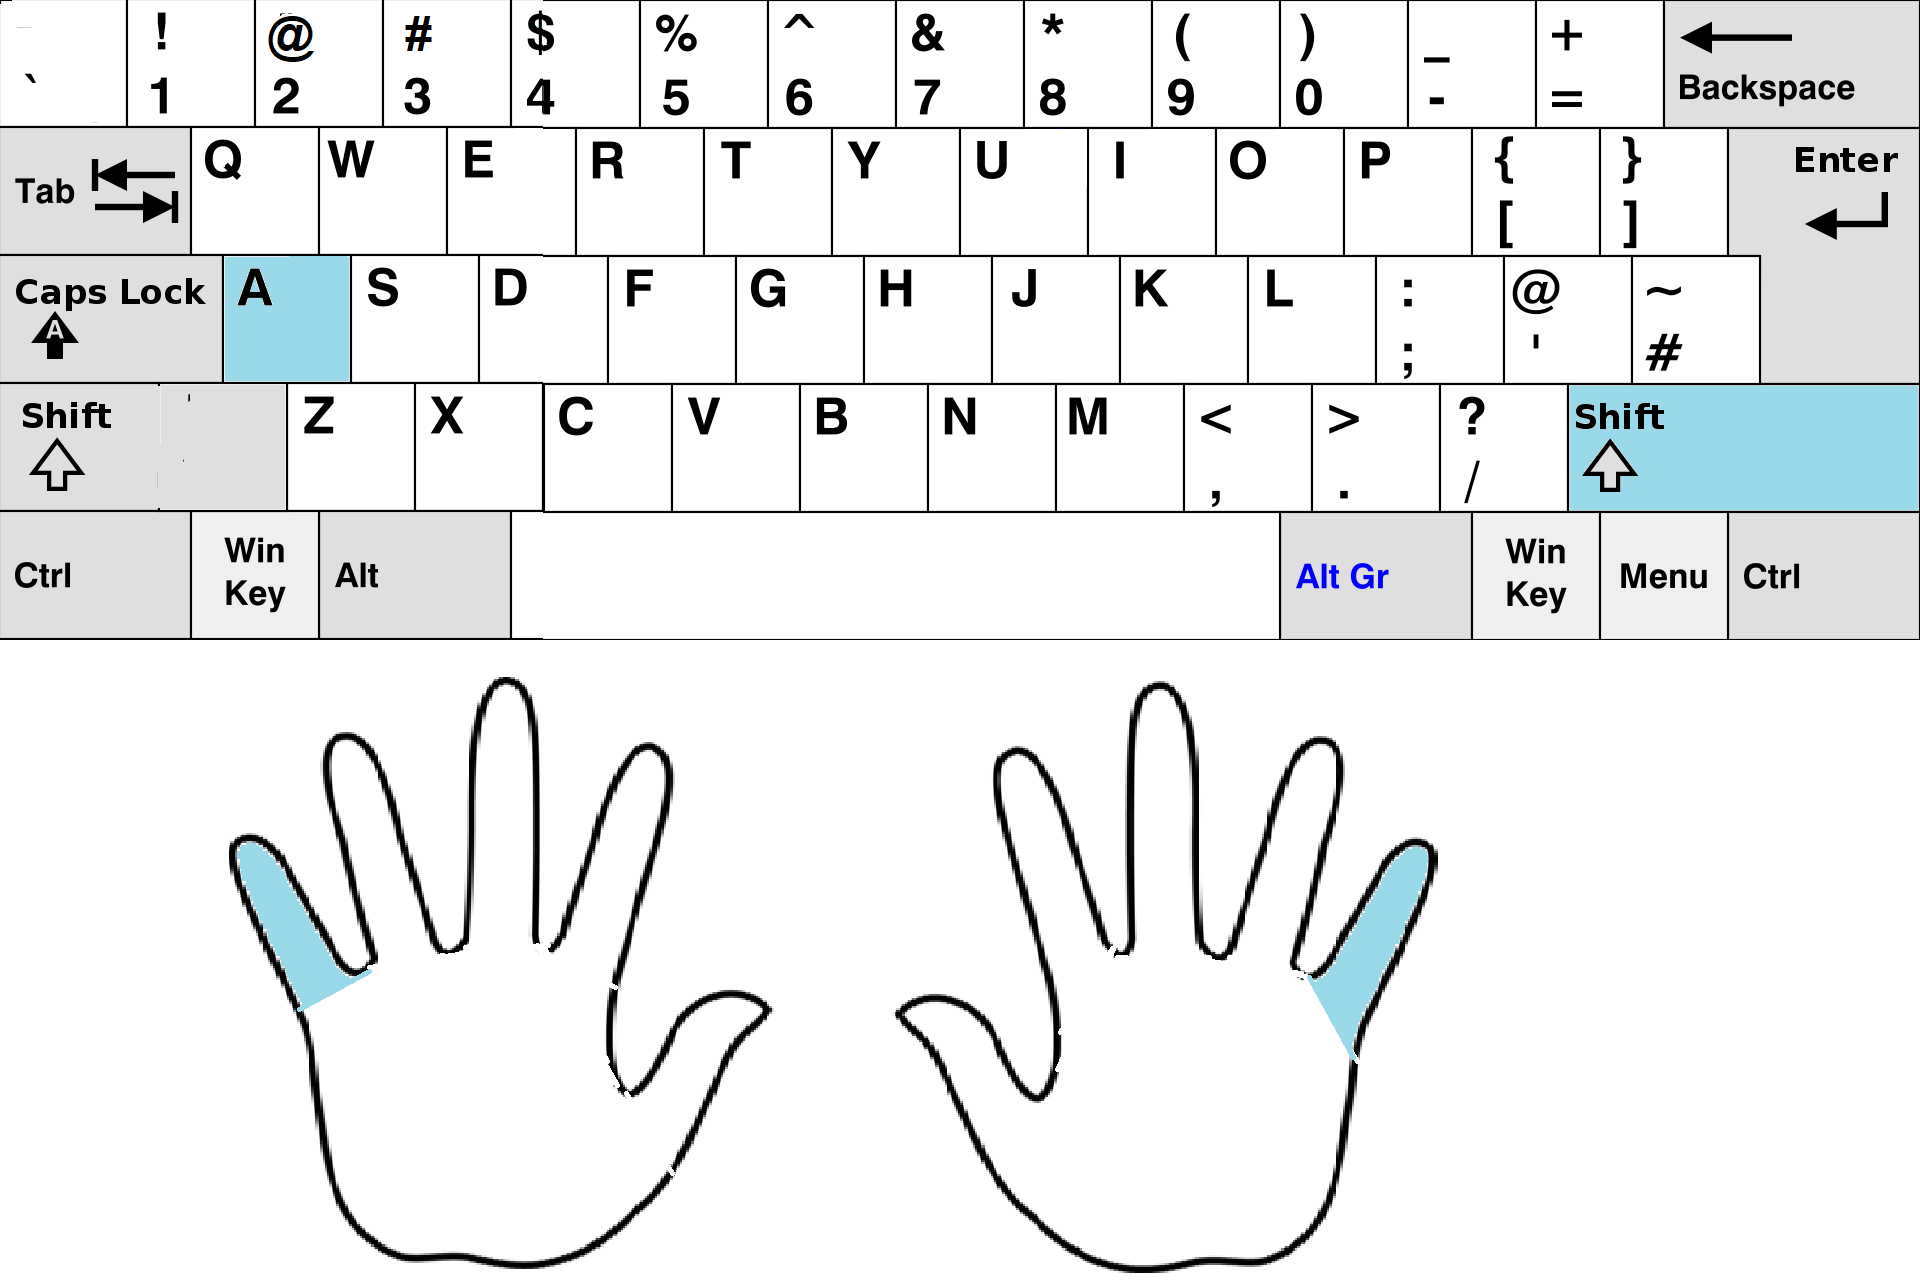 ! @ # $ % ^ & * ( ) _ +
` 1 2 3 4 5 6 7 8 9 0 - = Backspace
Tab Q W E R T Y U I O P { } Enter
[ ]
Caps Lock A S D F G H J K L : @ ~
A ; ' #
Shift Z X C V B N M < > ? Shift
, . /
Ctrl Win Key Alt Alt Gr Win Key Menu Ctrl